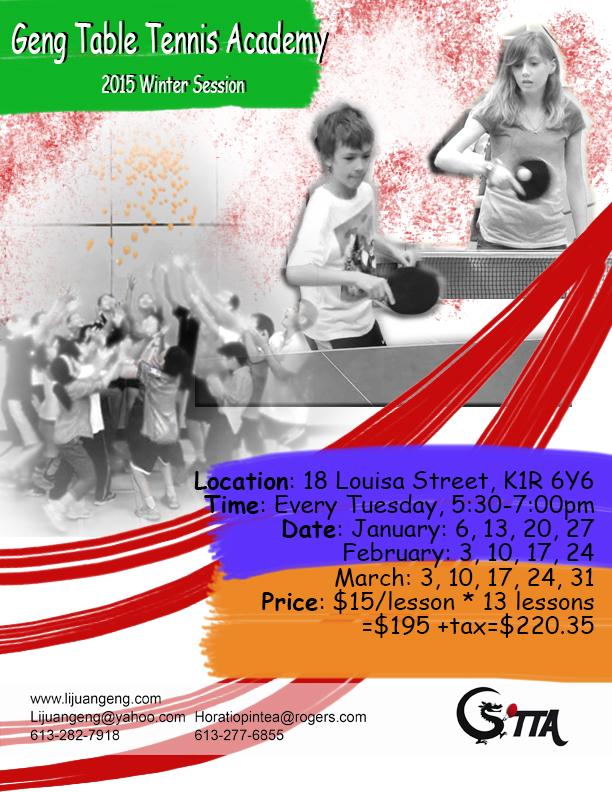 Geng Table Tennis Academy
2015 Winter Session
Location: 18 Louisa Street, K1R 6Y6
Time: Every Tuesday, 5:30-7:00pm
Date: January: 6, 13, 20, 27
February: 3, 10, 17, 24
March: 3, 10, 17, 24, 31
Price: $15/lesson * 13 lessons
=$195 +tax=$220.35
www.lijuangeng.com
Lijuangeng@yahoo.com Horatiopintea@rogers.com
613-282-7918 613-277-6855
G'TTA